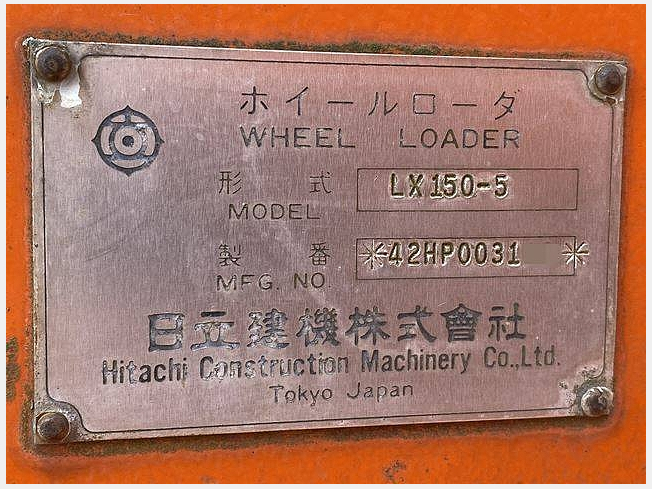 ホイールローダ
WHEEL LOADER
形 式 LX150-5
MODEL
製 番 *42HP0031 *
MFG. NO
日立建機株式會社
Hitachi Construction Machinery Co.,Ltd.
Tokyo Japan